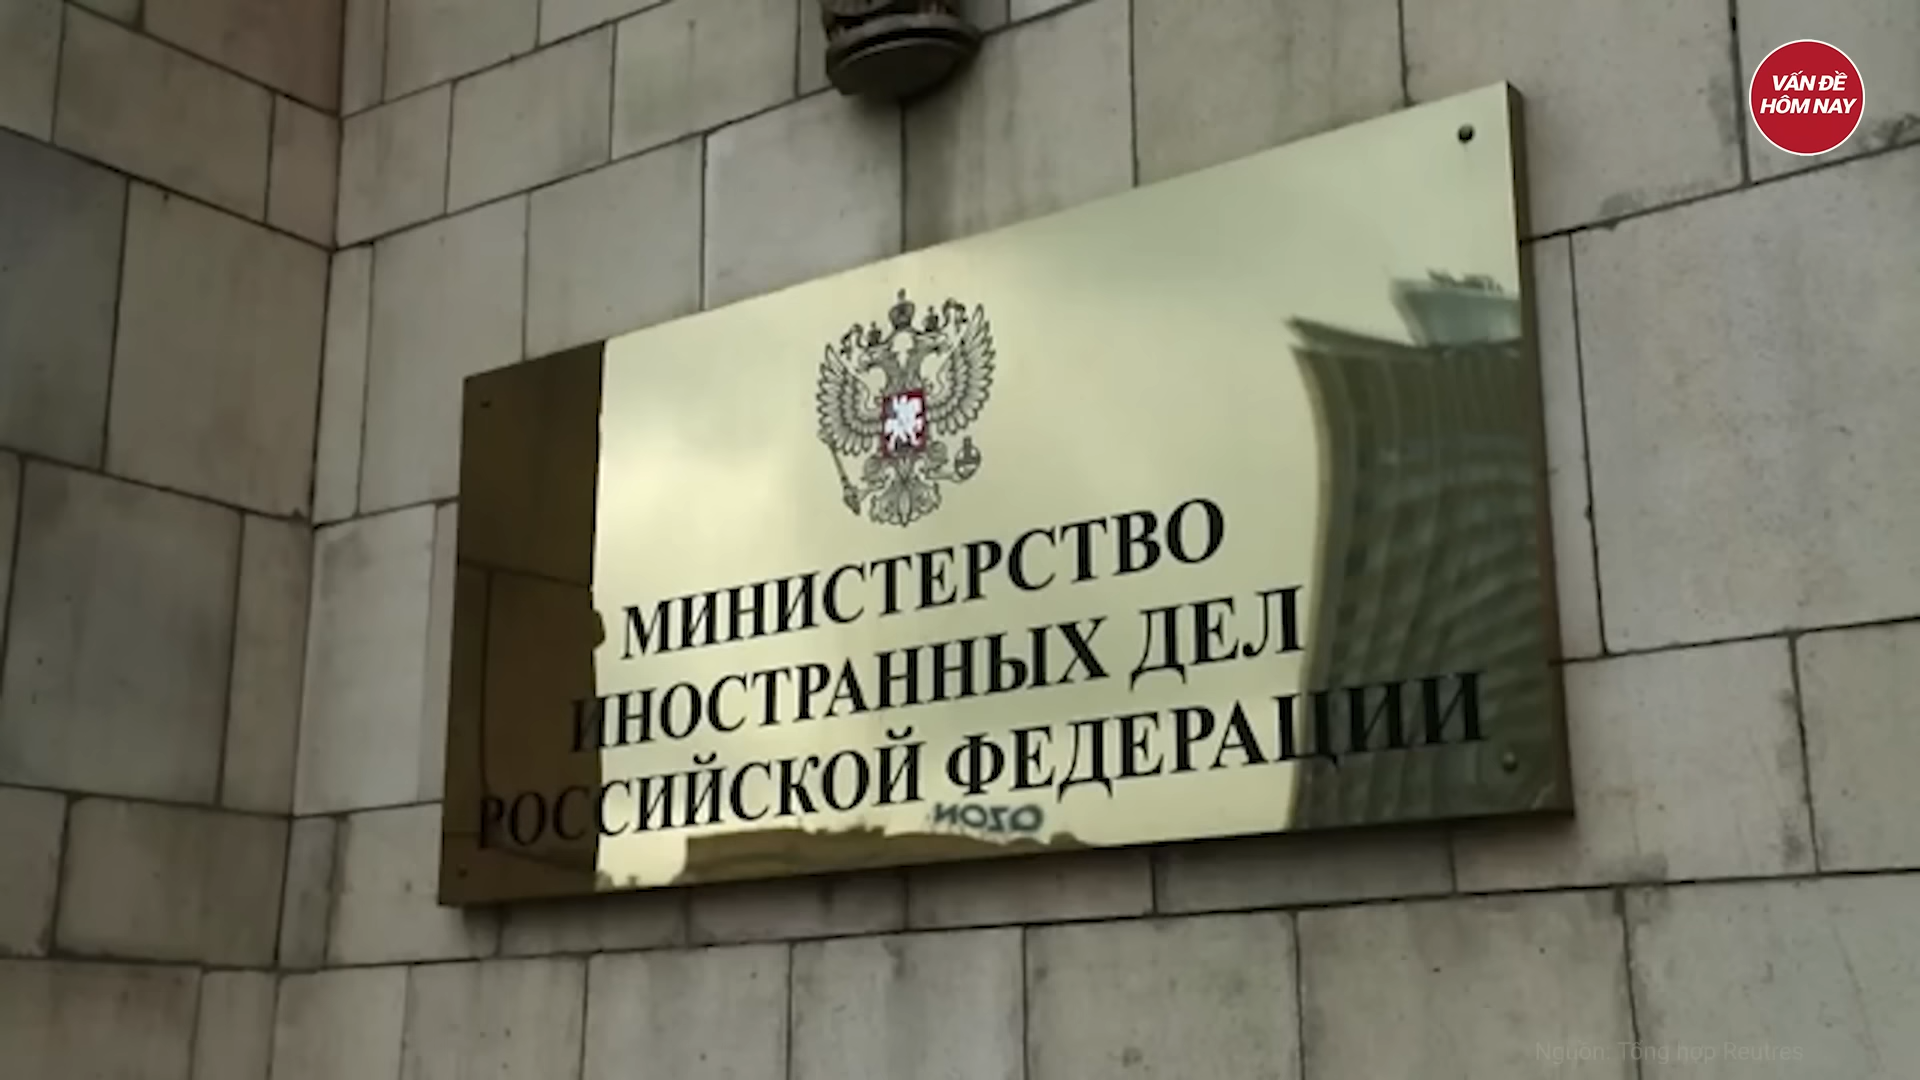 VẤN ĐỀ
HÔM NAY
МИНИСТЕРСТВО
ИНОСТРАННЫХ ДЕЛ
РОССИЙСКОЙ ФЕДЕРАЦИИ
OZON
Nguồn: Tổng hợp Reutres